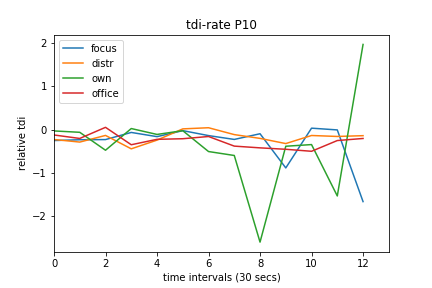 tdi-rate P10
focus
distr
own
office
relative tdi
2
1
0
−1
−2
0 2 4 6 8 10 12
time intervals (30 secs)